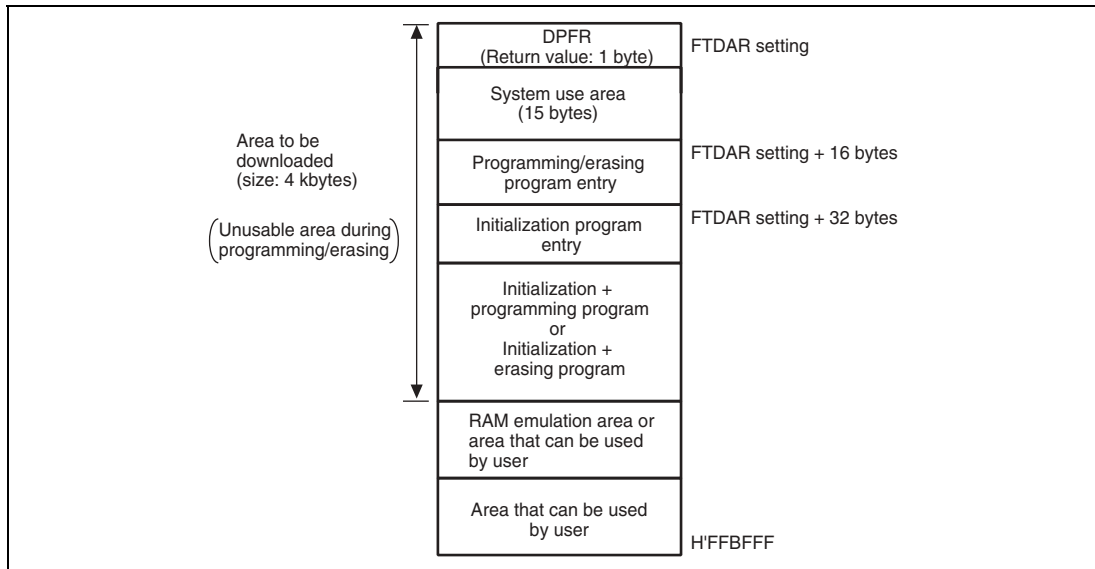 DPFR
(Return value: 1 byte)
FTDAR setting
System use area
(15 bytes)
Area to be
downloaded
(size: 4 kbytes)
(Unusable area during
programming/erasing)
Programming/erasing
program entry
FTDAR setting + 16 bytes
Initialization program
entry
FTDAR setting + 32 bytes
Initialization +
programming program
or
Initialization +
erasing program
RAM emulation area or
area that can be used
by user
Area that can be used
by user
H'FFBFFF